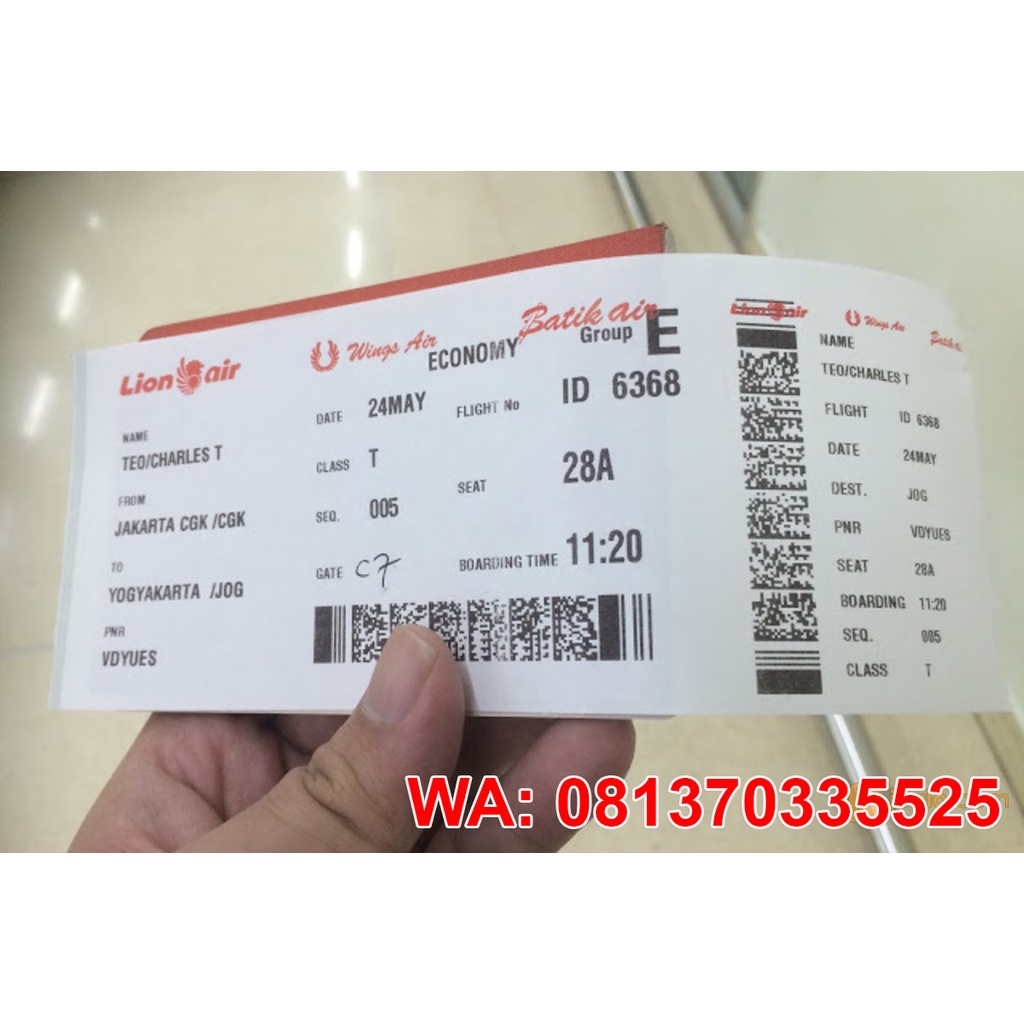 Lion air
Wings Air
Batik air
ECONOMY
Group E
NAME
TEO/CHARLES T
FROM
JAKARTA CGK /CGK
TO
YOGYAKARTA /JOG
PNR
VDYUES
DATE 24MAY
FLIGHT No ID 6368
CLASS T
SEAT 28A
SEQ. 005
GATE C7
BOARDING TIME 11:20
Lion air
Wings Air
Batik ai
NAME
TEO/CHARLES T
FLIGHT ID 6368
DATE 24MAY
DEST. JOG
PNR VDYUES
SEAT 28A
BOARDING 11:20
SEQ. 005
CLASS T
WA: 081370335525